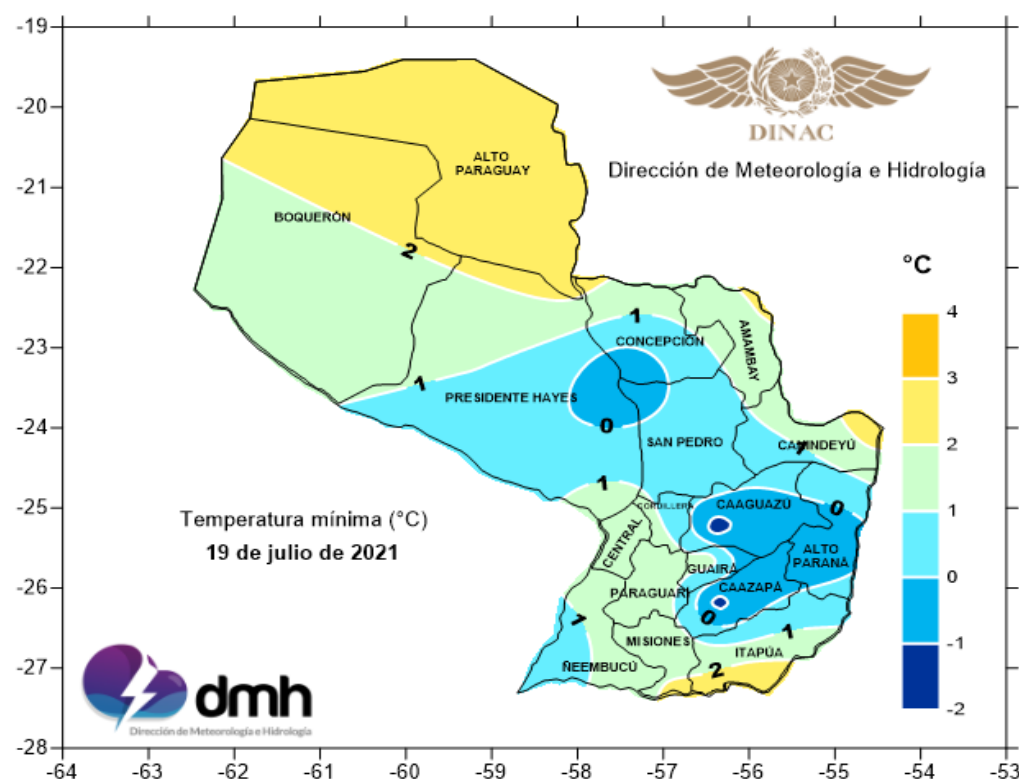 -19
-20
-21
-22
-23
-24
-25
-26
-27
-28
-64
-63
-62
-61
-60
-59
-58
-57
-56
-55
-54
-53
DINAC
Dirección de Meteorología e Hidrología
ALTO
PARAGUAY
BOQUERÓN
2
1
CONCEPCIÓN
AMAMBAY
1
PRESIDENTE HAYES
0
SAN PEDRO
CANINDEYÚ
1
1
CORDILLERA
CAAGUAZÚ
0
CENTRAL
ALTO
PARANÁ
GUAIRÁ
CAAZAPÁ
PARAGUARÍ
0
1
MISIONES
1
ITAPÚA
ÑEEMBUCÚ
2
Temperatura mínima (°C)
19 de julio de 2021
°C
4
3
2
1
0
-1
-2
dmh
Dirección de Meteorología e Hidrología